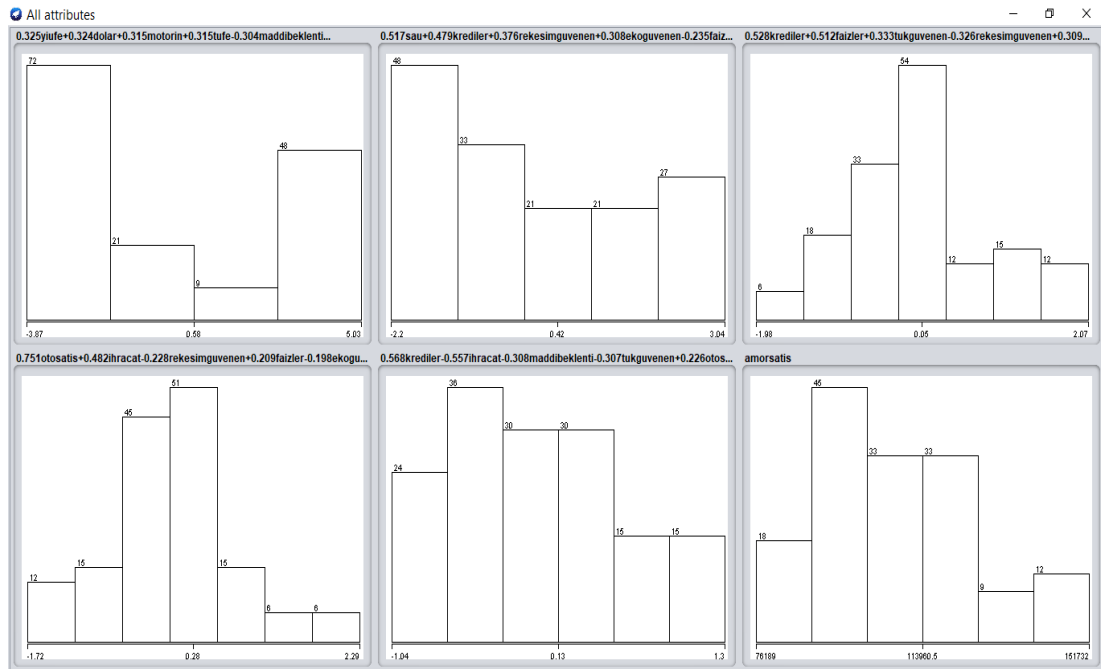 All attributes
0.325yiufe+0.324dolar+0.315motorin+0.315tufe-0.304maddibeklenti...
72
21
9
48
-3.87 0.58 5.03
0.517sau+0.479krediler+0.376rekesimguvenen+0.308ekoguvenen-0.235faiz...
48
33
21
21
27
-2.2 0.42 3.04
0.528krediler+0.512faizler+0.333tukguvenen-0.326rekesimguvenen+0.309...
6
18
33
54
12
15
12
-1.98 0.05 2.07
0.751otosatis+0.482ihracat-0.228rekesimguvenen+0.209faizler-0.198ekogu...
12
15
45
51
15
6
6
-1.72 0.28 2.29
0.568krediler-0.557ihracat-0.308maddibeklenti-0.307tukguvenen+0.226otos...
24
36
30
30
15
15
-1.04 0.13 1.3
amorsatis
18
45
33
33
9
12
76189 113960.5 151732